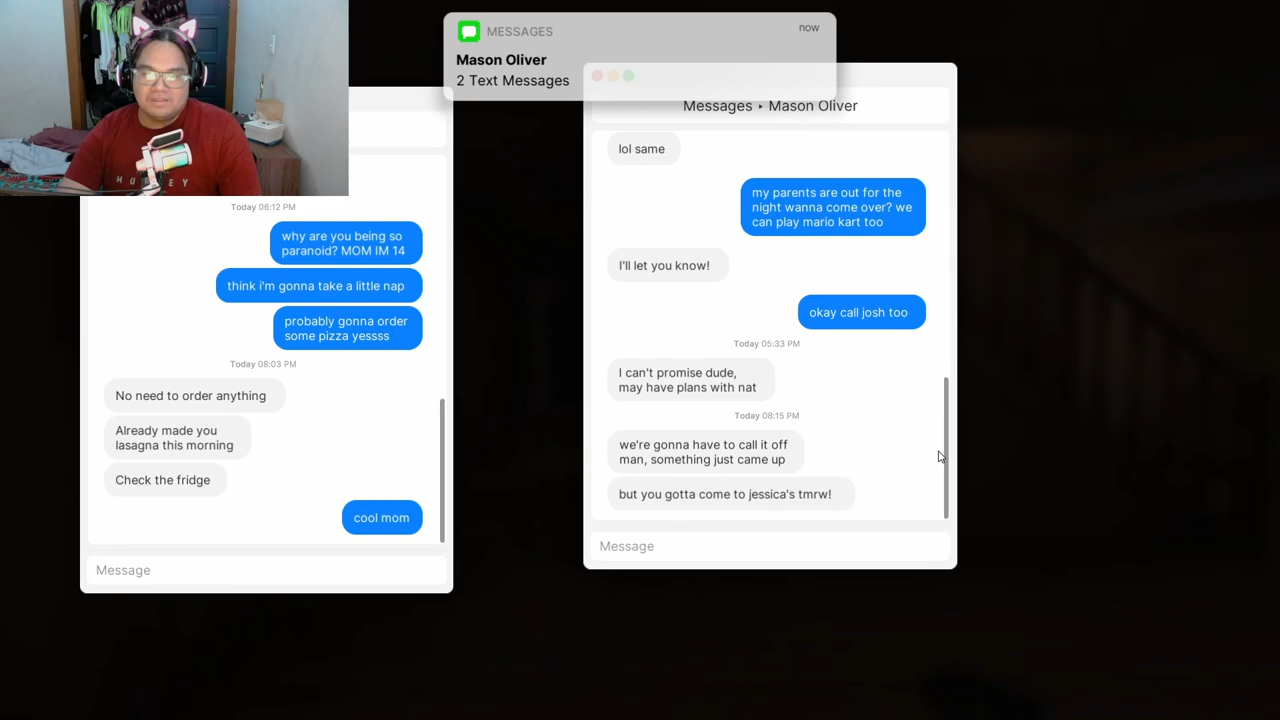 MESSAGES
now
Mason Oliver
2 Text Messages
HURLEY
Today 08:12 PM
why are you being so
paranoid? MOM IM 14
think i'm gonna take a little nap
probably gonna order
some pizza yessss
Today 08:03 PM
No need to order anything
Already made you
lasagna this morning
Check the fridge
cool mom
Message
Messages ‣ Mason Oliver
lol same
my parents are out for the
night wanna come over? we
can play mario kart too
I'll let you know!
okay call josh too
Today 05:33 PM
I can't promise dude,
may have plans with nat
Today 08:15 PM
we're gonna have to call it off
man, something just came up
but you gotta come to jessica's tmrw!
Message